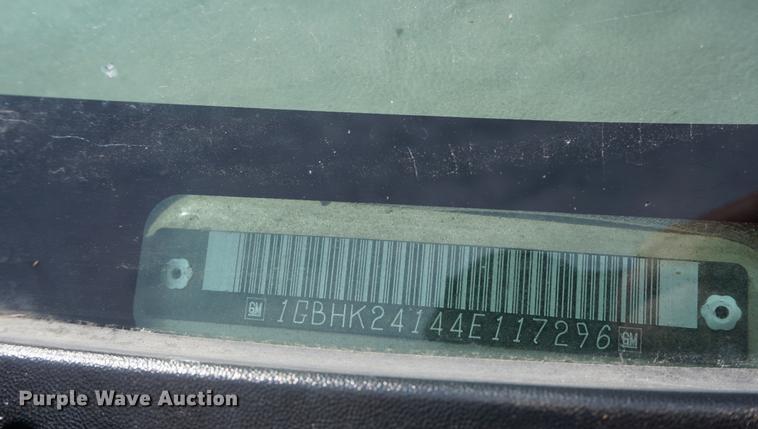 GM 1GBHK24144E117296 GM
Purple Wave Auction